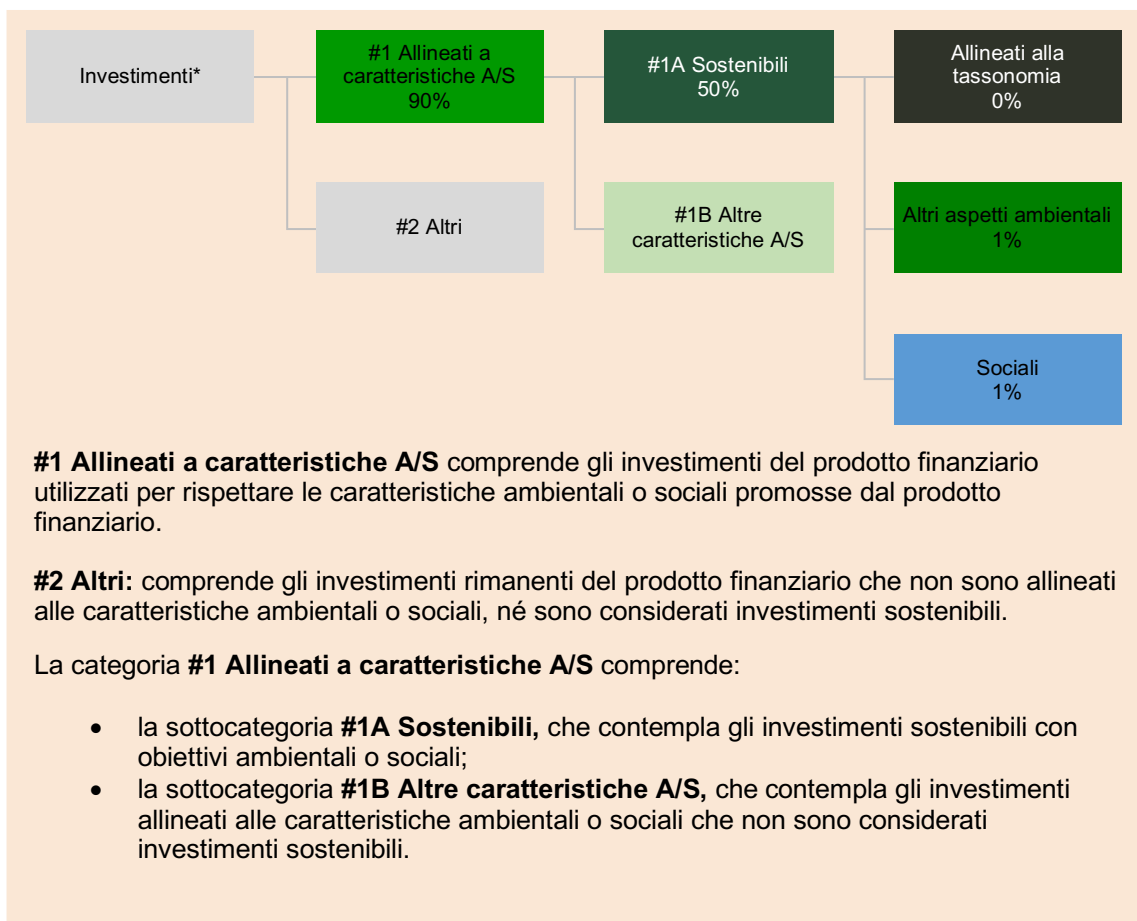 Investimenti*
#1 Allineati a
caratteristiche A/S
90%
#1A Sostenibili
50%
Allineati alla
tassonomia
0%
#2 Altri
#1B Altre
caratteristiche A/S
Altri aspetti ambientali
1%
Sociali
1%
#1 Allineati a caratteristiche A/S comprende gli investimenti del prodotto finanziario
utilizzati per rispettare le caratteristiche ambientali o sociali promosse dal prodotto
finanziario.
#2 Altri: comprende gli investimenti rimanenti del prodotto finanziario che non sono allineati
alle caratteristiche ambientali o sociali, né sono considerati investimenti sostenibili.
La categoria #1 Allineati a caratteristiche A/S comprende:
• la sottocategoria #1A Sostenibili, che contempla gli investimenti sostenibili con
obiettivi ambientali o sociali;
• la sottocategoria #1B Altre caratteristiche A/S, che contempla gli investimenti
allineati alle caratteristiche ambientali o sociali che non sono considerati
investimenti sostenibili.